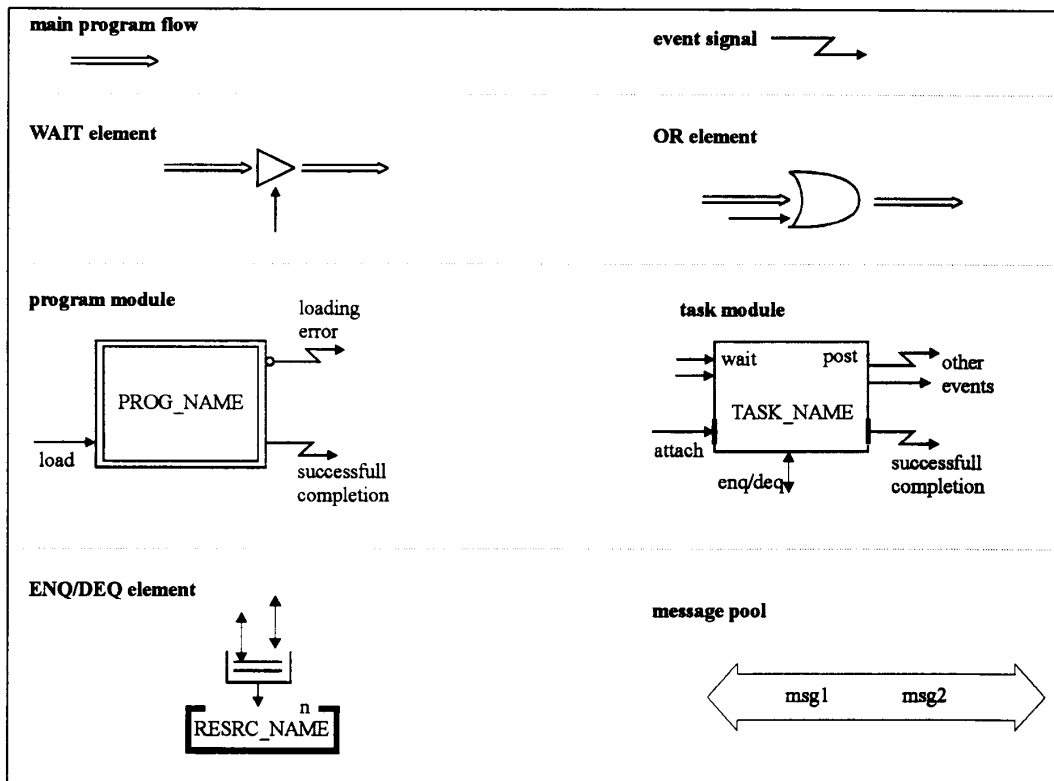 main program flow
event signal
WAIT element
OR element
program module
loading
error
PROG_NAME
load
successfull
completion
task module
wait
post
other
events
TASK_NAME
attach
enq/deq
successfull
completion
ENQ/DEQ element
n
RESRC_NAME
message pool
msg1
msg2